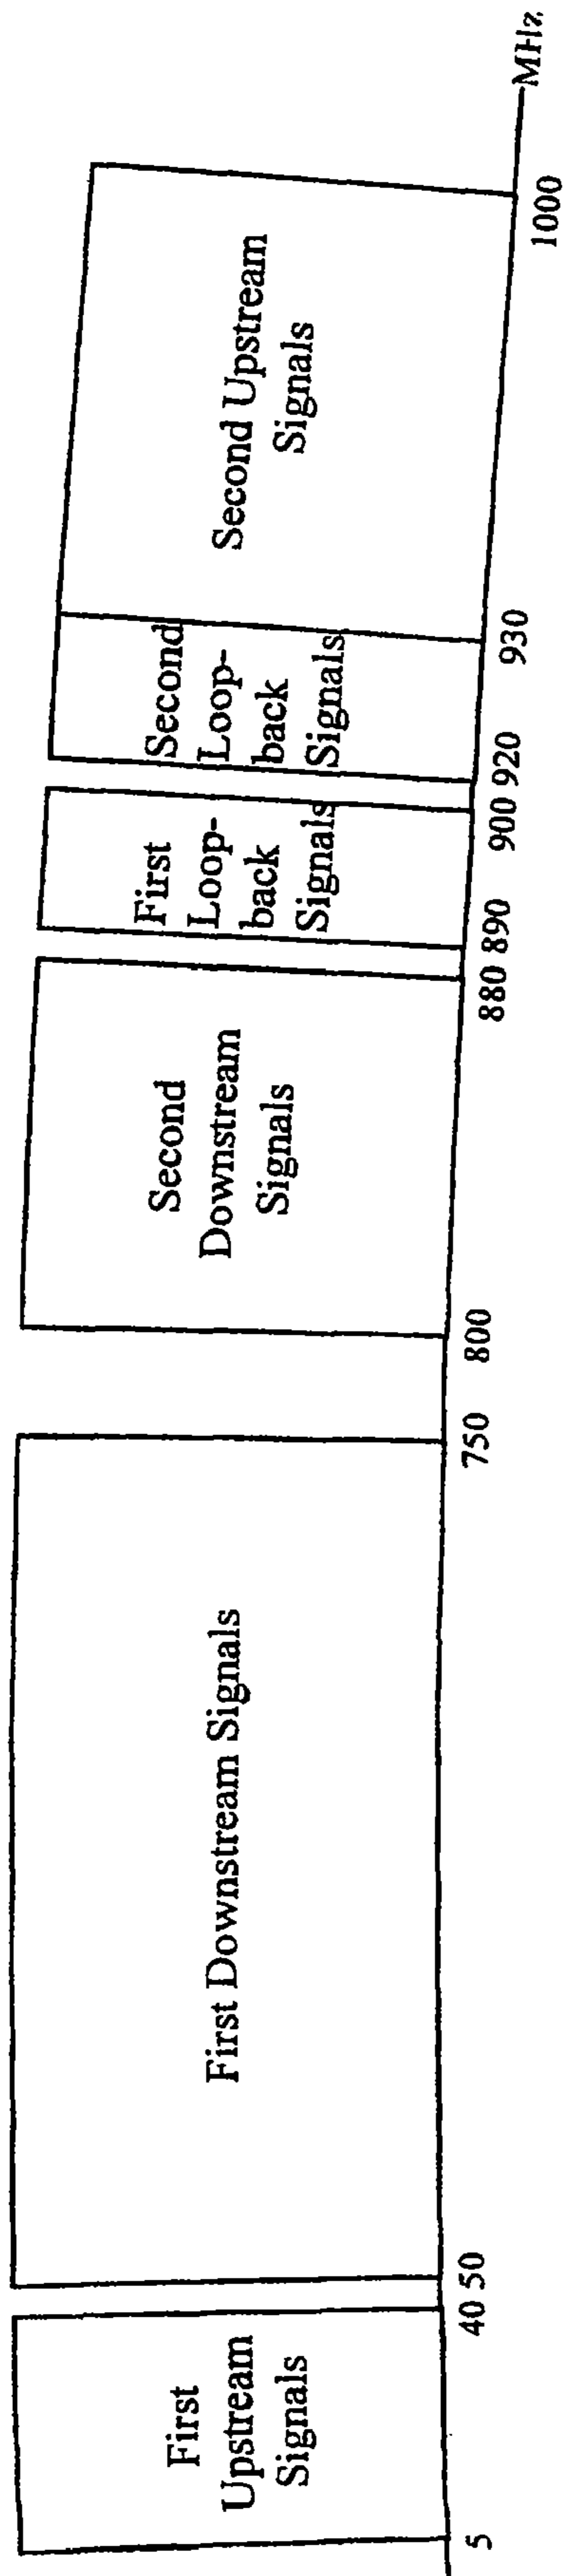 First
Upstream
Signals
First Downstream Signals
Second
Downstream
Signals
First
Loop-
back
Signals
Second
Loop-
back
Signals
Second Upstream
Signals
5
40 50
750
800
880 890
900 920
930
1000
MHz